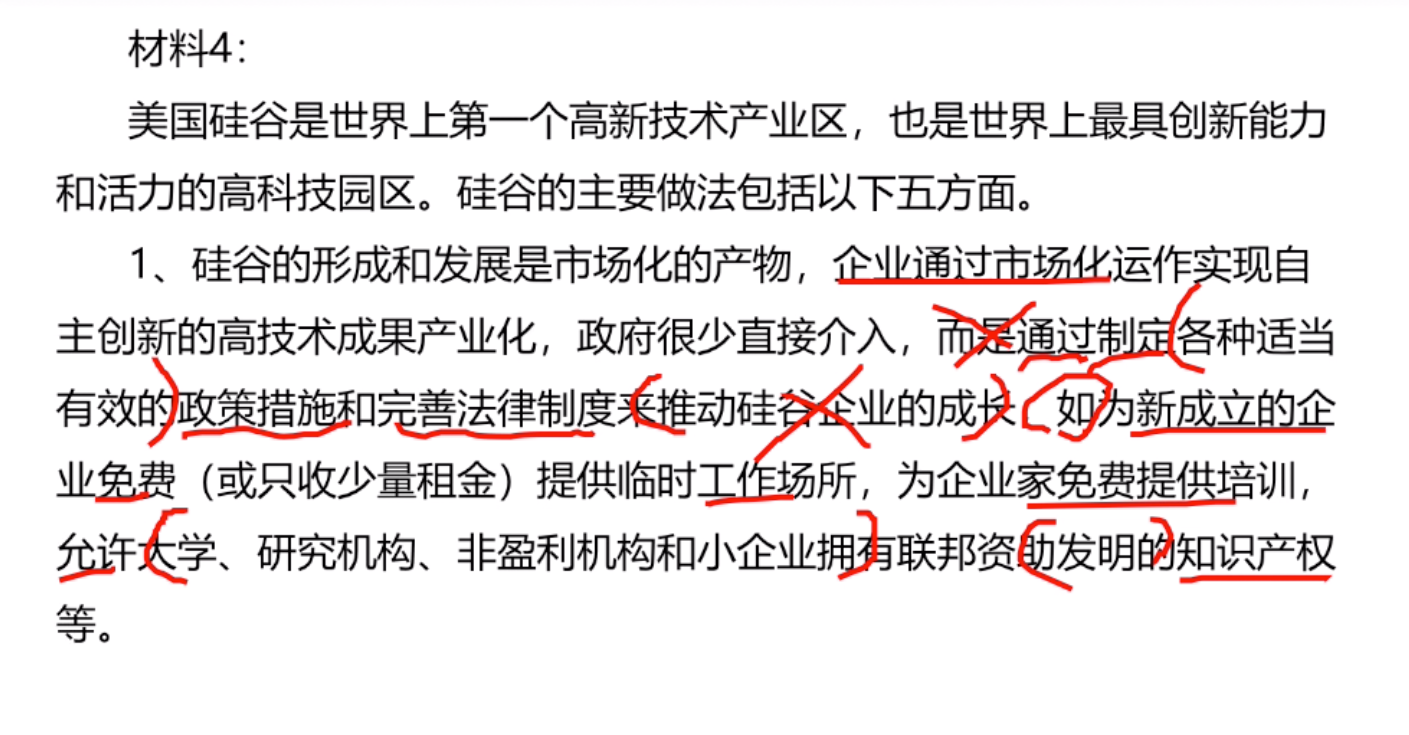 材料4：
美国硅谷是世界上第一个高新技术产业区，也是世界上最具创新能力
和活力的高科技园区。硅谷的主要做法包括以下五方面。
1、硅谷的形成和发展是市场化的产物，企业通过市场化运作实现自
主创新的高技术成果产业化，政府很少直接介入，而是通过制定各种适当
有效的政策措施和完善法律制度来推动硅谷企业的成长，如为新成立的企
业免费（或只收少量租金）提供临时工作场所，为企业家免费提供培训，
允许大学、研究机构、非盈利机构和小企业拥有联邦资助发明的知识产权
等。